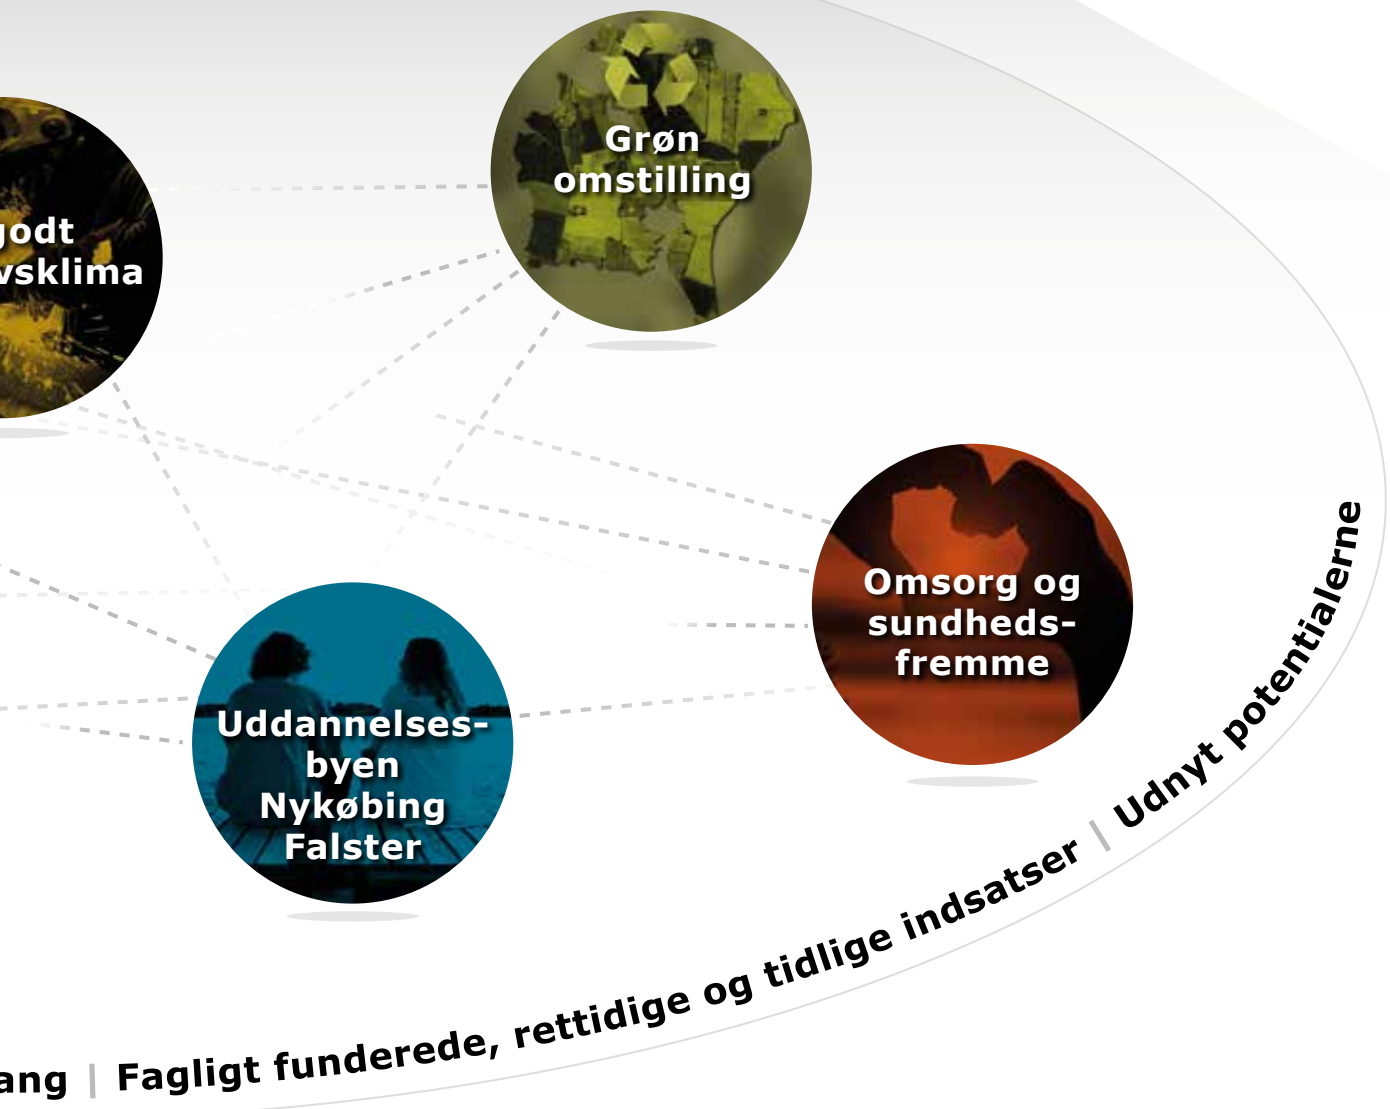 Grøn
omstilling
godt
vsklima
Omsorg og
sundheds-
fremme
Uddannelses-
byen
Nykøbing
Falster
ang | Fagligt funderede, rettidige og tidlige indsatser | Udnyt potentialerne